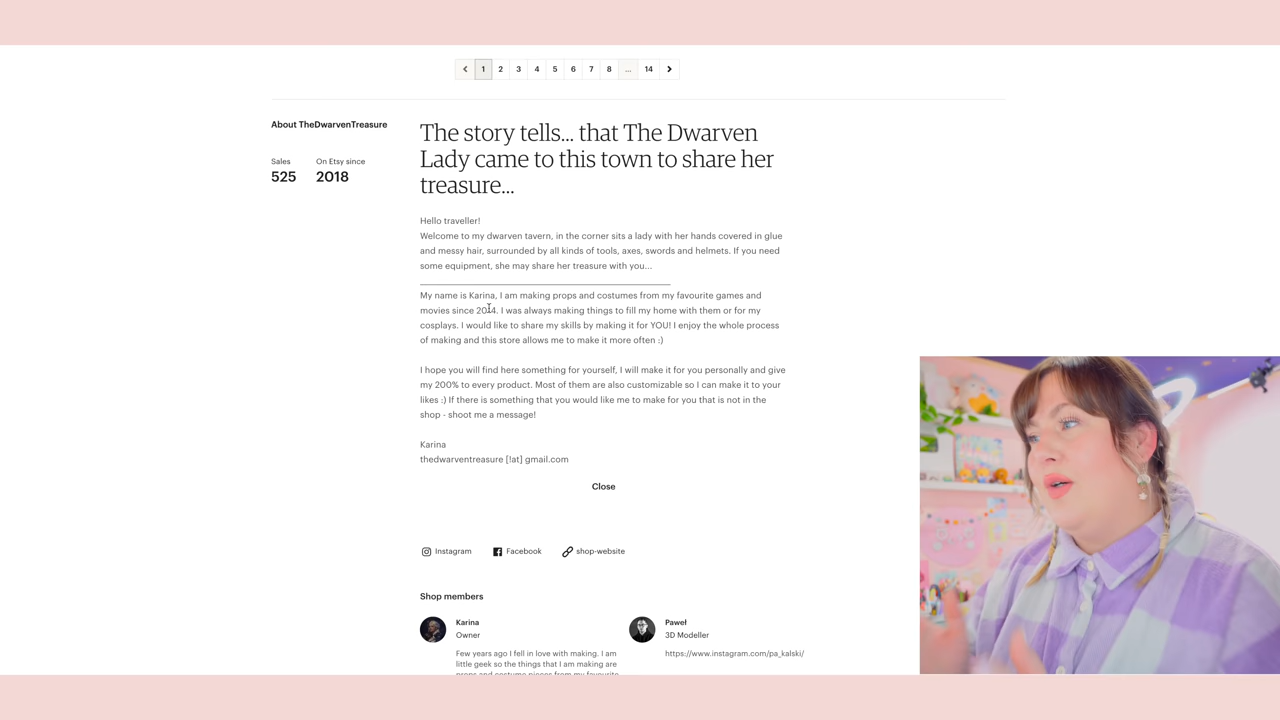 1 2 3 4 5 6 7 8 ... 14
About TheDwarvenTreasure
Sales
525
On Etsy since
2018
The story tells... that The Dwarven
Lady came to this town to share her
treasure...
Hello traveller!
Welcome to my dwarven tavern, in the corner sits a lady with her hands covered in glue
and messy hair, surrounded by all kinds of tools, axes, swords and helmets. If you need
some equipment, she may share her treasure with you...
My name is Karina, I am making props and costumes from my favourite games and
movies since 2014. I was always making things to fill my home with them or for my
cosplays. I would like to share my skills by making it for YOU! I enjoy the whole process
of making and this store allows me to make it more often :)
I hope you will find here something for yourself, I will make it for you personally and give
my 200% to every product. Most of them are also customizable so I can make it to your
likes :) If there is something that you would like me to make for you that is not in the
shop - shoot me a message!
Karina
thedwarventreasure [!at] gmail.com
Close
Instagram
Facebook
shop-website
Shop members
Karina
Owner
Few years ago I fell in love with making. I am
little geek so the things that I am making are
props and costume pieces from my favourite
Paweł
3D Modeller
https://www.instagram.com/pa_kalski/